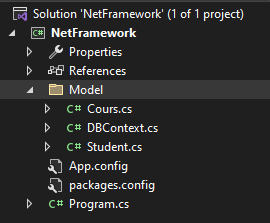 Solution 'NetFramework' (1 of 1 project)
C# NetFramework
Properties
References
Model
C# Cours.cs
C# DBContext.cs
C# Student.cs
App.config
packages.config
C# Program.cs